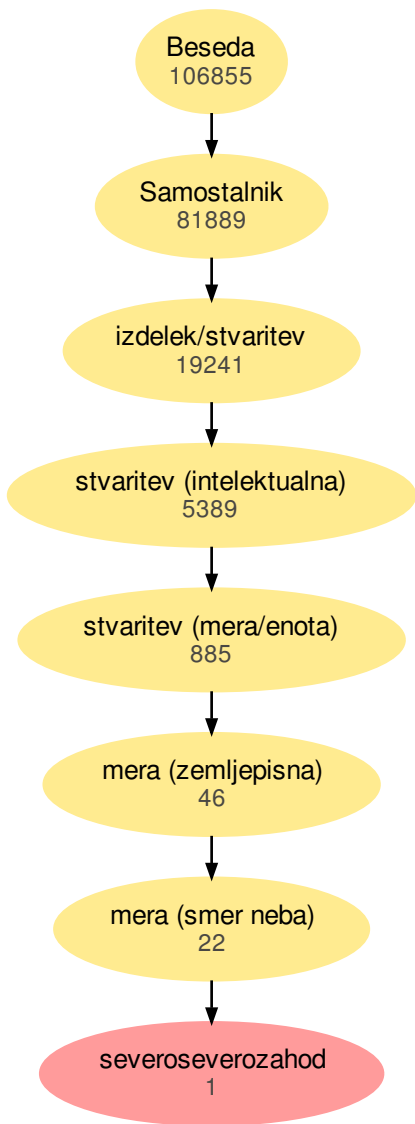 Beseda
106855
Samostalnik
81889
izdelek/stvaritev
19241
stvaritev (intelektualna)
5389
stvaritev (mera/enota)
885
mera (zemljepisna)
46
mera (smer neba)
22
severoseverozahod
1